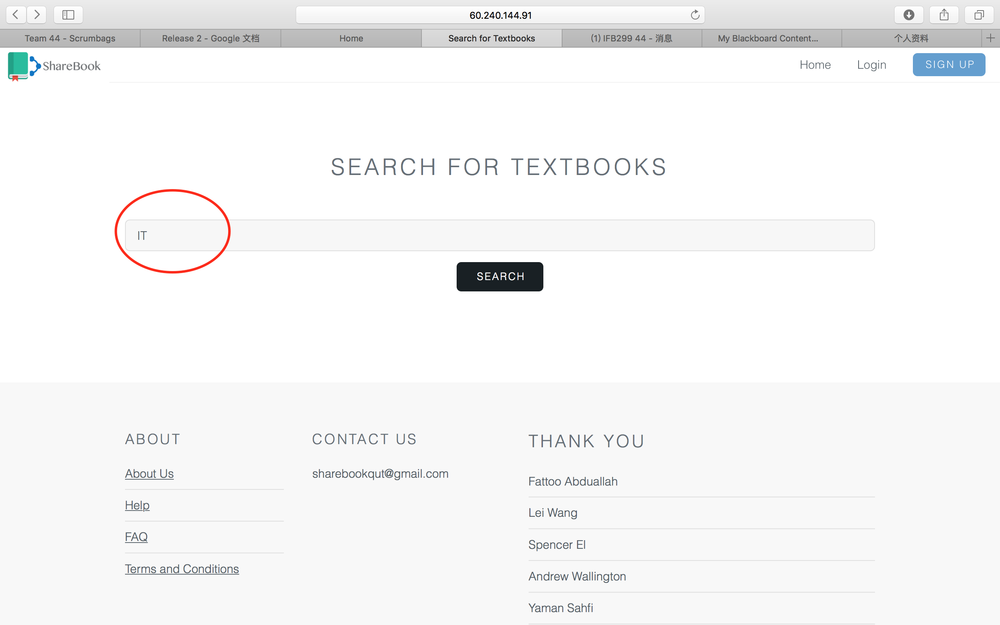 60.240.144.91
Team 44 - Scrumbags
Release 2 - Google 文档
Home
Search for Textbooks
(1) IFB299 44 - 消息
My Blackboard Content...
个人资料
ShareBook
Home
Login
SIGN UP
SEARCH FOR TEXTBOOKS
IT
SEARCH
ABOUT
About Us
Help
FAQ
Terms and Conditions
CONTACT US
sharebookqut@gmail.com
THANK YOU
Fattoo Abduallah
Lei Wang
Spencer El
Andrew Wallington
Yaman Sahfi